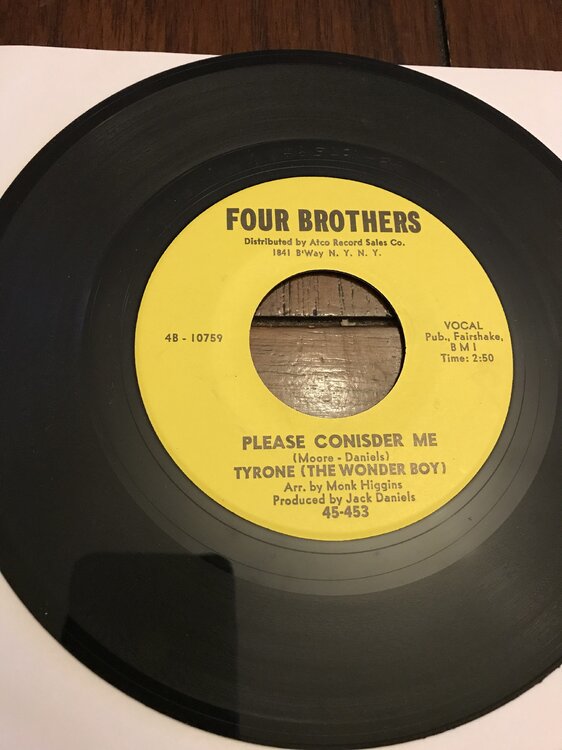 FOUR BROTHERS
Distributed by Atco Record Sales Co.
1841 B'Way N. Y. N. Y.
4B - 10759
VOCAL
Pub., Fairshake,
B M I
Time: 2:50
PLEASE CONISDER ME
(Moore - Daniels)
TYRONE (THE WONDER BOY)
Arr. by Monk Higgins
Produced by Jack Daniels
45-453